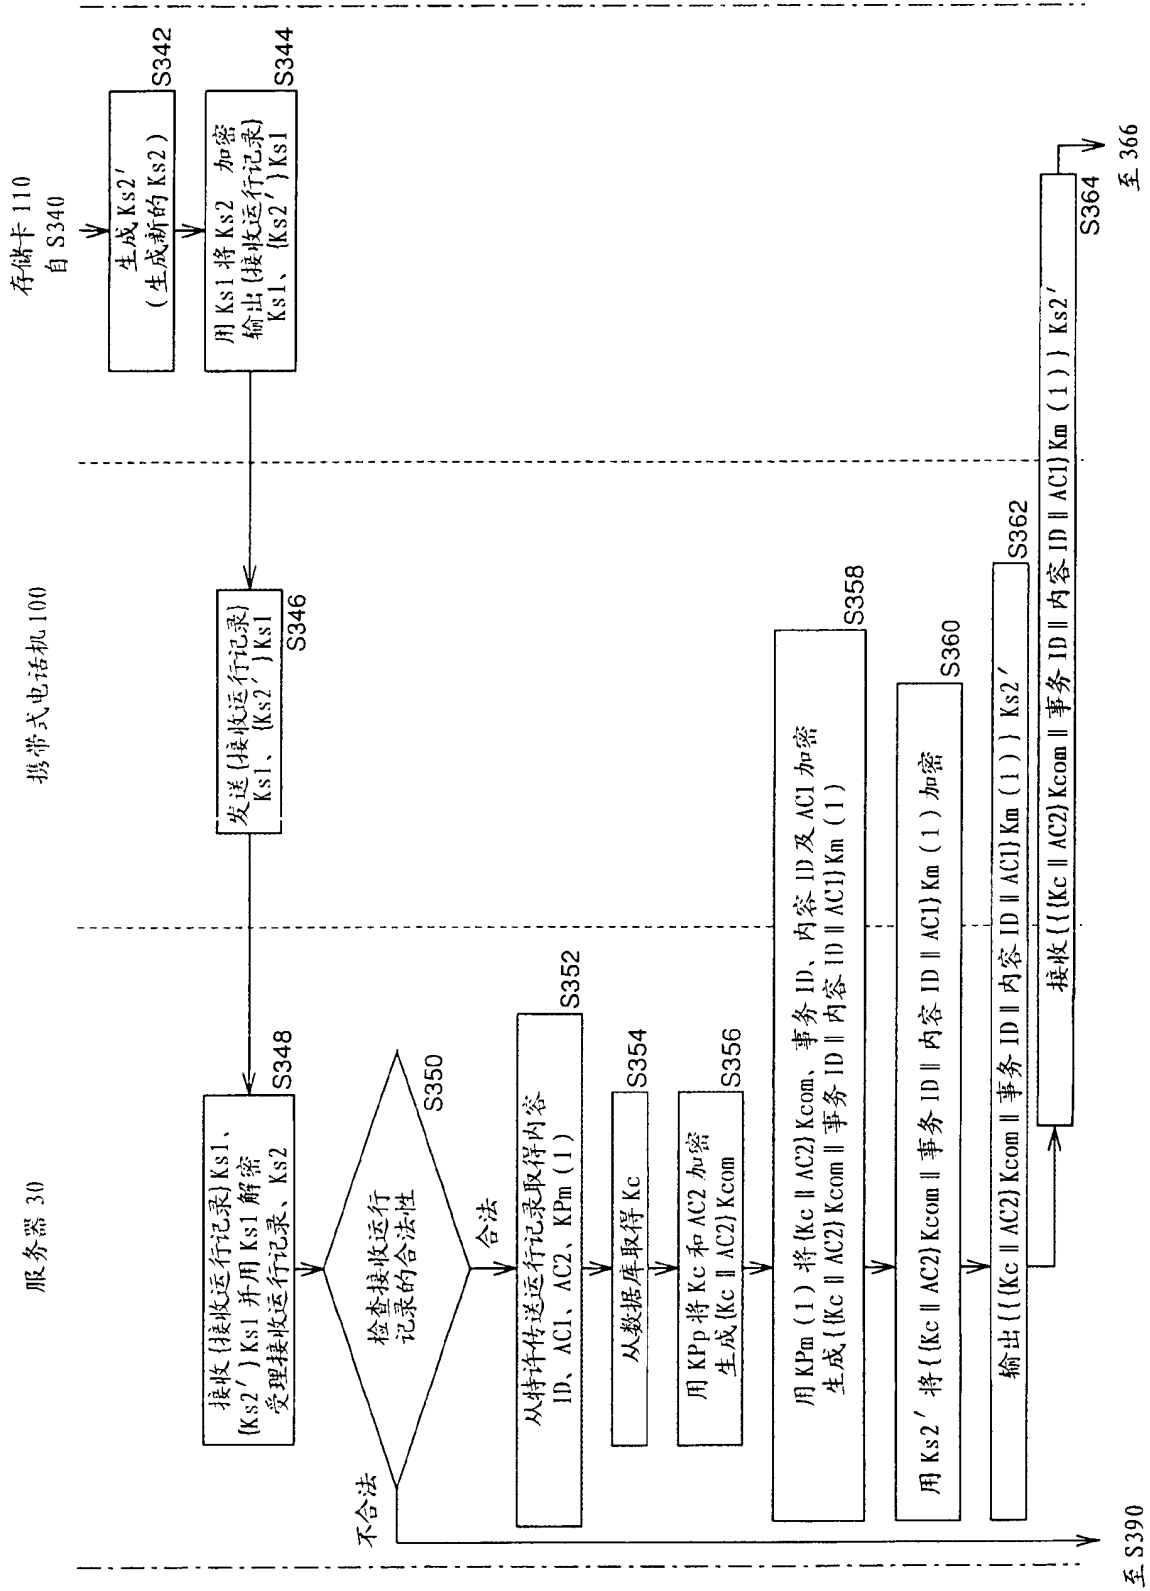 服务器 30
携带式电话机100
存储卡 110
自 S340
生成 Ks2′
(生成新的 Ks2)
S342
用 Ks1 将 Ks2 加密
输出{接收运行记录}
Ks1、{Ks2′}Ks1
S344
发送{接收运行记录}
Ks1、{Ks2′}Ks1
S346
接收{接收运行记录}Ks1、
{Ks2′}Ks1 并用 Ks1 解密
受理接收运行记录、Ks2
S348
检查接收运行
记录的合法性
S350
不合法
合法
从特许传送运行记录取得内容
ID、AC1、AC2、KPm(1)
S352
从数据库取得 Kc
S354
用 KPp 将 Kc 和 AC2 加密
生成{Kc‖AC2}Kcom
S356
用 KPm(1)将{Kc‖AC2}Kcom、事务 ID、内容 ID 及 AC1 加密
生成{{Kc‖AC2}Kcom‖事务 ID‖内容 ID‖AC1}Km(1)
S358
用 Ks2′将{{Kc‖AC2}Kcom‖事务 ID‖内容 ID‖AC1}Km(1)加密
S360
输出{{{Kc‖AC2}Kcom‖事务 ID‖内容 ID‖AC1}Km(1)}Ks2′
S362
接收{{{Kc‖AC2}Kcom‖事务 ID‖内容 ID‖AC1}Km(1)}Ks2′
S364
至 S390
至 366